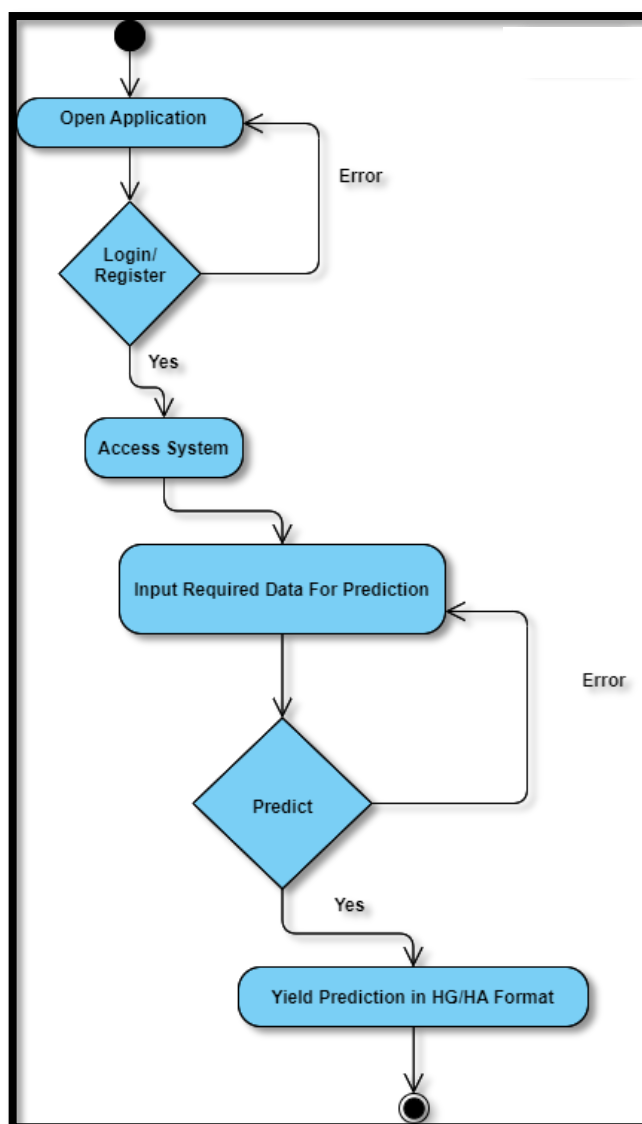 Open Application
Error
Login/
Register
Yes
Access System
Input Required Data For Prediction
Error
Predict
Yes
Yield Prediction in HG/HA Format